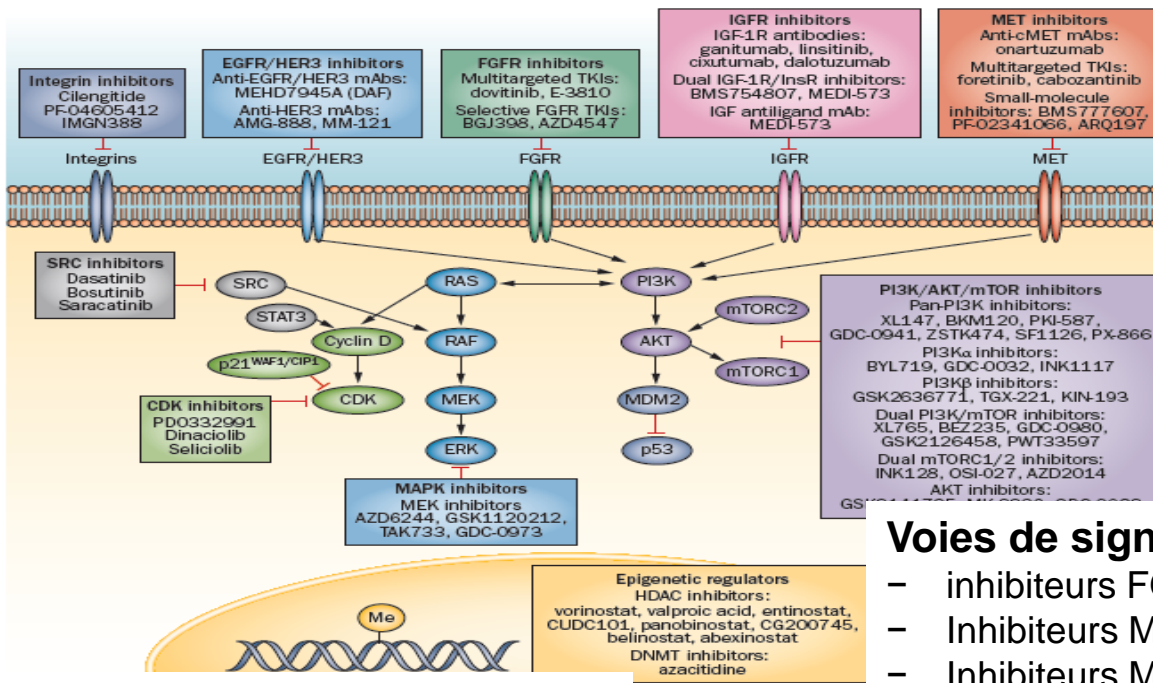 Integrin inhibitors
Cilengitide
PF-04605412
IMGN388
EGFR/HER3 inhibitors
Anti-EGFR/HER3 mAbs:
MEHD7945A (DAF)
Anti-HER3 mAbs:
AMG-888, MM-121
FGFR inhibitors
Multitargeted TKIs:
dovitinib, E-3810
Selective FGFR TKIs:
BGJ398, AZD4547
IGFR inhibitors
IGF-1R antibodies:
ganitumab, linsitinib,
cixutumab, dalotuzumab
Dual IGF-1R/InsR inhibitors:
BMS754807, MEDI-573
IGF antiligand mAb:
MEDI-573
MET inhibitors
Anti-cMET mAbs:
onartuzumab
Multitargeted TKIs:
foretinib, cabozantinib
Small-molecule
inhibitors: BMS777607,
PF-02341066, ARQ197
Integrins
EGFR/HER3
FGFR
IGFR
MET
SRC inhibitors
Dasatinib
Bosutinib
Saracatinib
SRC
RAS
PI3K
STAT3
Cyclin D
RAF
AKT
mTORC2
mTORC1
p21WAF1/CIP1
CDK
MEK
MDM2
ERK
p53
CDK inhibitors
PD0332991
Dinaciolib
Seliciolib
MAPK inhibitors
MEK inhibitors
AZD6244, GSK1120212,
TAK733, GDC-0973
PI3K/AKT/mTOR inhibitors
Pan-PI3K inhibitors:
XL147, BKM120, PKI-587,
GDC-0941, ZSTK474, SF1126, PX-866
PI3Kα inhibitors:
BYL719, GDC-0032, INK1117
PI3Kβ inhibitors:
GSK2636771, TGX-221, KIN-193
Dual PI3K/mTOR inhibitors:
XL765, BEZ235, GDC-0980,
GSK2126458, PWT33597
Dual mTORC1/2 inhibitors:
INK128, OSI-027, AZD2014
AKT inhibitors:
Voies de sign
− inhibiteurs F
− Inhibiteurs M
− Inhibiteurs M
Epigenetic regulators
HDAC inhibitors:
vorinostat, valproic acid, entinostat,
CUDC101, panobinostat, CG200745,
belinostat, abexinostat
DNMT inhibitors:
azacitidine
Me